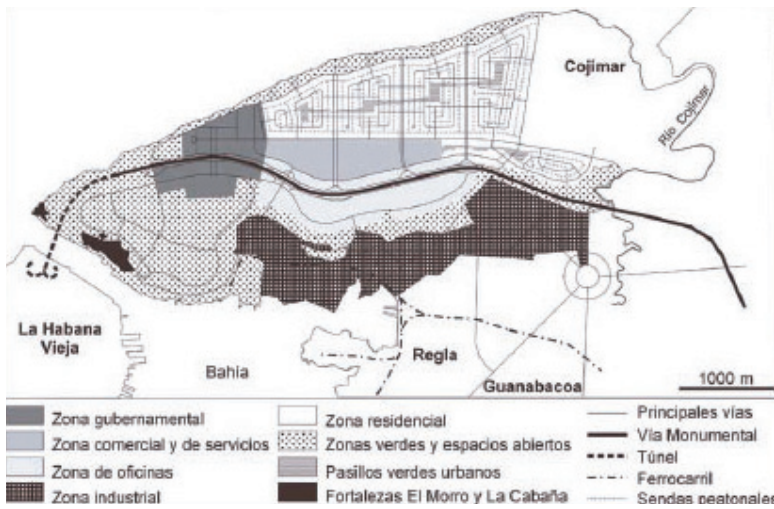 Cojímar
Río Cojímar
La Habana
Vieja
Bahía
Regla
Guanabacoa
1000 m
Zona gubernamental
Zona comercial y de servicios
Zona de oficinas
Zona industrial
Zona residencial
Zonas verdes y espacios abiertos
Pasillos verdes urbanos
Fortalezas El Morro y La Cabaña
Principales vías
Vía Monumental
Túnel
Ferrocarril
Sendas peatonales